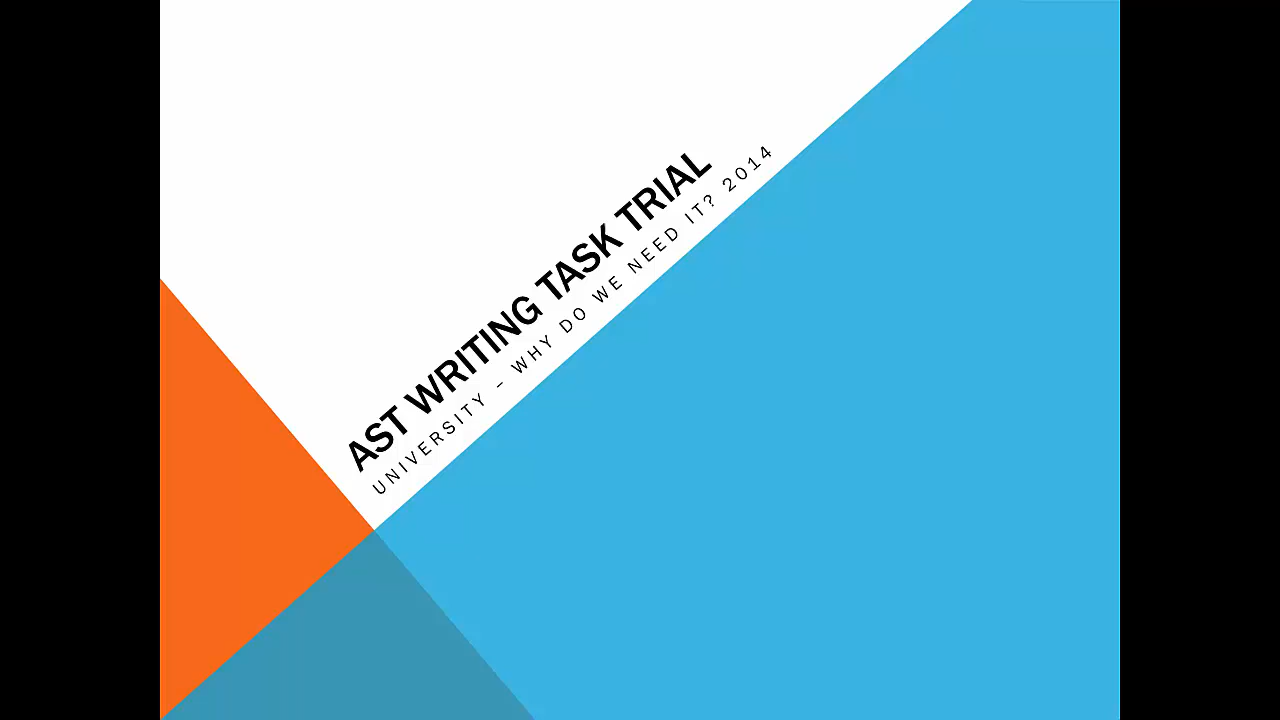 AST WRITING TASK TRIAL
UNIVERSITY – WHY DO WE NEED IT? 2014